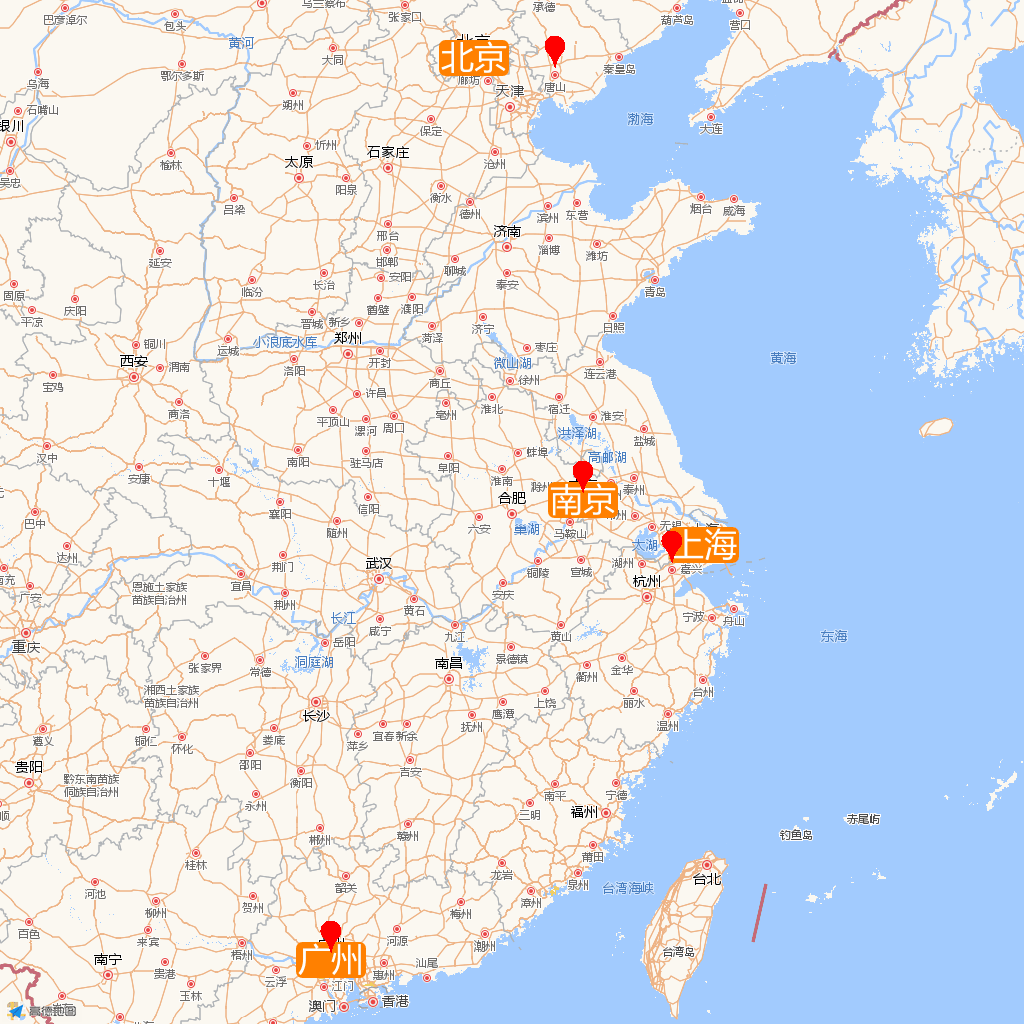 巴彦淖尔
包头
乌兰察布
张家口
承德
葫芦岛
营口
黄河
大同
北京
秦皇岛
唐山
廊坊
天津
鄂尔多斯
乌海
石嘴山
银川
吴忠
朔州
忻州
保定
渤海
大连
榆林
太原
石家庄
阳泉
沧州
吕梁
衡水
德州
滨州
东营
烟台
威海
济南
淄博
潍坊
延安
邢台
邯郸
聊城
泰安
青岛
固原
庆阳
平凉
临汾
长治
安阳
鹤壁
濮阳
晋城
新乡
菏泽
济宁
日照
铜川
运城
小浪底水库
郑州
枣庄
黄海
西安
渭南
洛阳
开封
微山湖
徐州
连云港
宝鸡
商丘
商洛
平顶山
许昌
漯河
周口
亳州
淮北
宿迁
淮安
盐城
洪泽湖
汉中
安康
十堰
南阳
驻马店
阜阳
蚌埠
高邮湖
淮南
滁州
泰州
南京
合肥
巢湖
马鞍山
巴中
襄阳
随州
信阳
六安
无锡
上海
太湖
达州
南充
广安
恩施土家族
苗族自治州
宜昌
荆门
荆州
武汉
铜陵
宣城
湖州
嘉兴
杭州
安庆
黄石
长江
咸宁
九江
黄山
宁波
舟山
重庆
岳阳
洞庭湖
东海
张家界
常德
南昌
景德镇
衢州
金华
湘西土家族
苗族自治州
长沙
上饶
丽水
台州
鹰潭
抚州
温州
遵义
铜仁
怀化
娄底
萍乡
宜春
新余
贵阳
黔东南苗族
侗族自治州
邵阳
衡阳
吉安
永州
南平
宁德
三明
福州
赤尾屿
钓鱼岛
郴州
赣州
桂林
龙岩
莆田
泉州
台湾海峡
台北
河池
韶关
贺州
柳州
梅州
漳州
百色
来宾
梧州
广州
河源
潮州
南宁
贵港
云浮
惠州
汕尾
台湾岛
玉林
江门
澳门
香港
高德地图